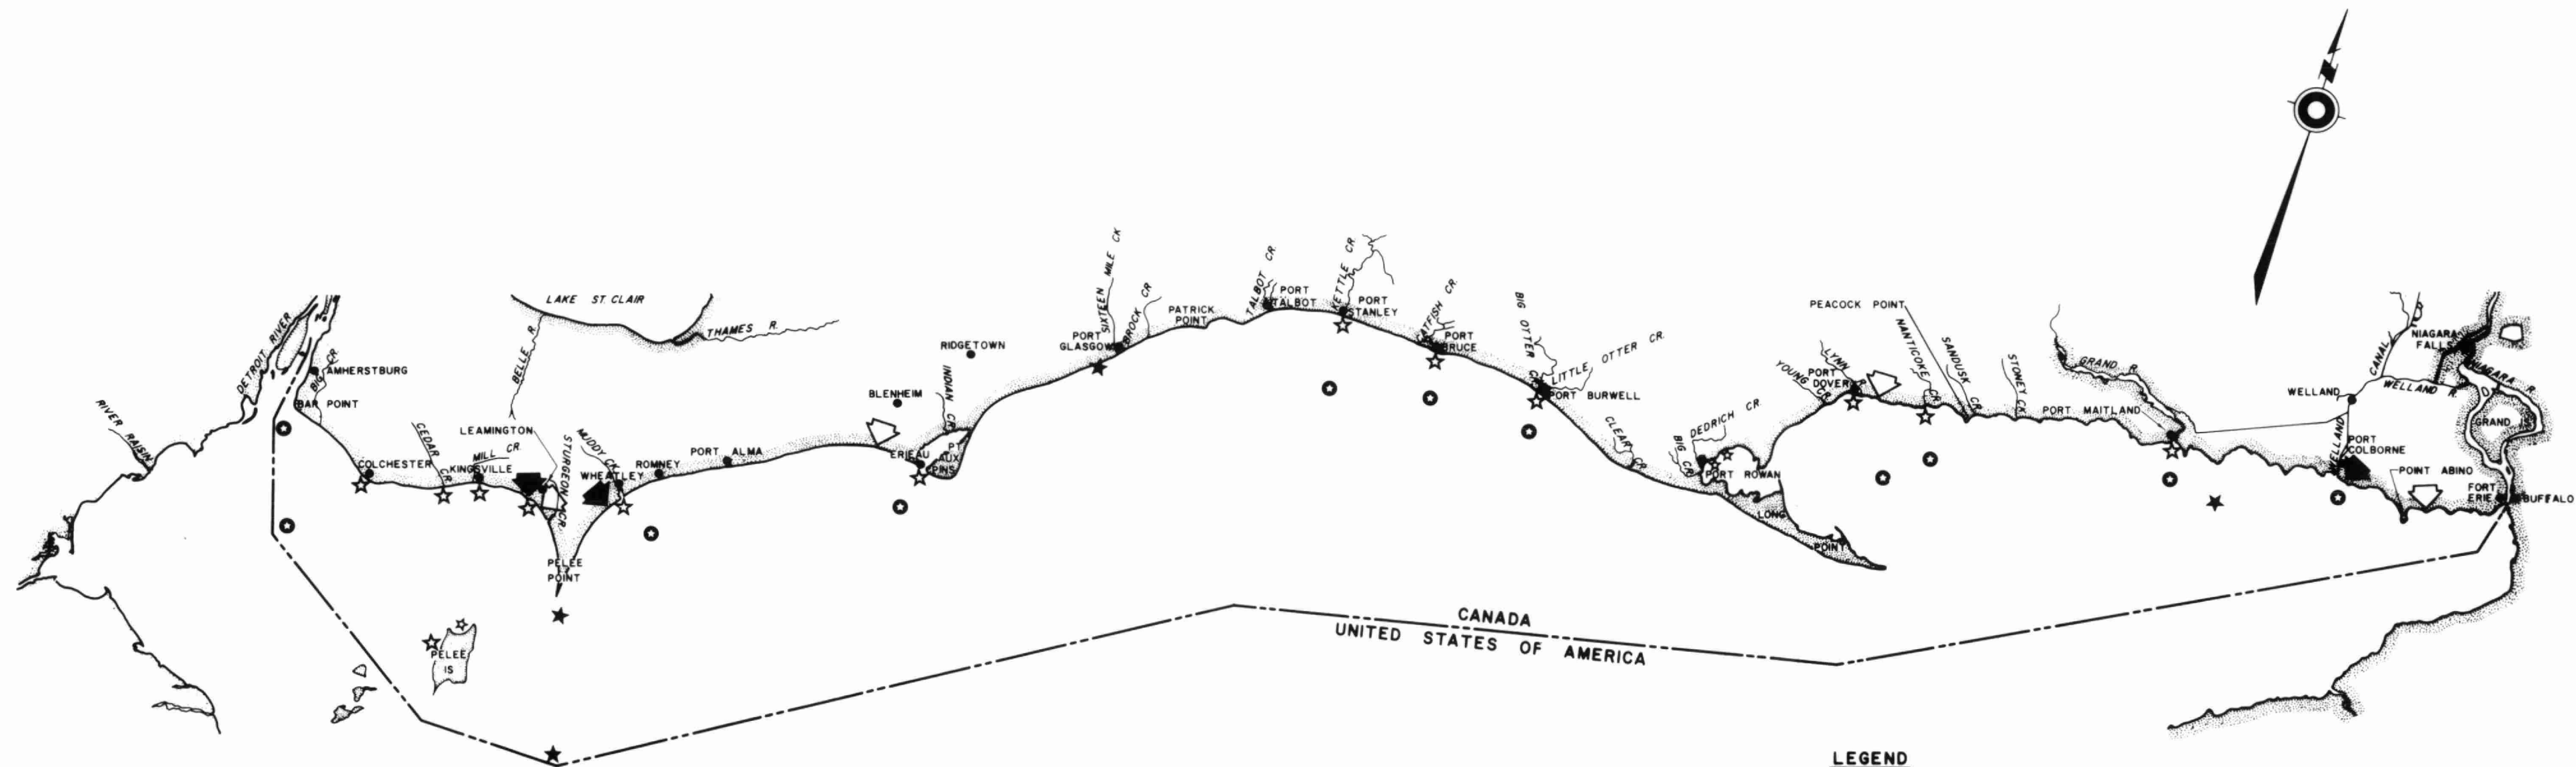 LAKE ST. CLAIR
DETROIT RIVER
THAMES R.
BELLE R.
RIVER RAISIN
BIG CR.
AMHERSTBURG
BAR POINT
COLCHESTER
CEDAR CR.
LEAMINGTON
MILL CR.
KINGSVILLE
STURGEON CR.
MUDDY CK.
WHEATLEY
ROMNEY
PORT ALMA
PELEE
POINT
PELEE
IS
BLENHEIM
RIDGETOWN
INDIAN CR.
ERIEAU
PT.
AUX
PINS
PORT
GLASGOW
SIXTEEN MILE CK
BROCK CR
PATRICK
POINT
TALBOT CR.
PORT
TALBOT
KETTLE CR.
PORT
STANLEY
CATFISH CR.
PORT
BRUCE
BIG OTTER CR.
LITTLE OTTER CR.
PORT BURWELL
CLEAR CR.
BIG CR.
DEDRICH CR.
PORT ROWAN
LONG
POINT
YOUNG CR.
LYNN R.
PORT
DOVER
PEACOCK POINT
NANTICOKE CR.
SANDUSK CR.
STONEY CK.
GRAND R.
PORT MAITLAND
WELLAND
WELLAND CANAL
WELLAND R.
NIAGARA
FALLS
NIAGARA R.
GRAND IS
PORT
COLBORNE
POINT ABINO
FORT
ERIE
BUFFALO
CANADA
UNITED STATES OF AMERICA
LEGEND